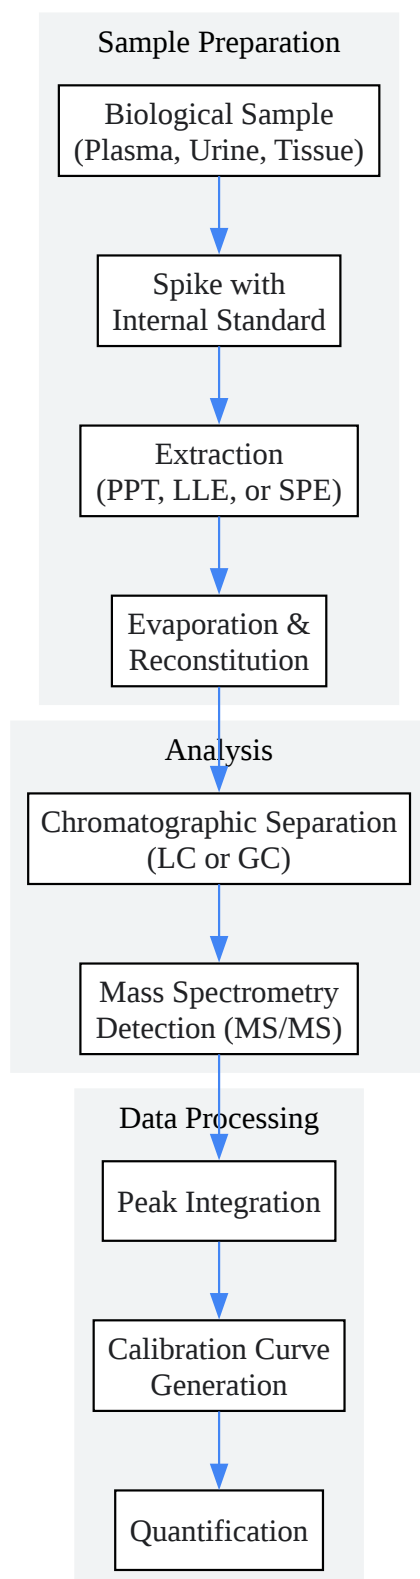 Sample Preparation
Biological Sample
(Plasma, Urine, Tissue)
Spike with
Internal Standard
Extraction
(PPT, LLE, or SPE)
Evaporation &
Reconstitution
Analysis
Chromatographic Separation
(LC or GC)
Mass Spectrometry
Detection (MS/MS)
Data Processing
Peak Integration
Calibration Curve
Generation
Quantification